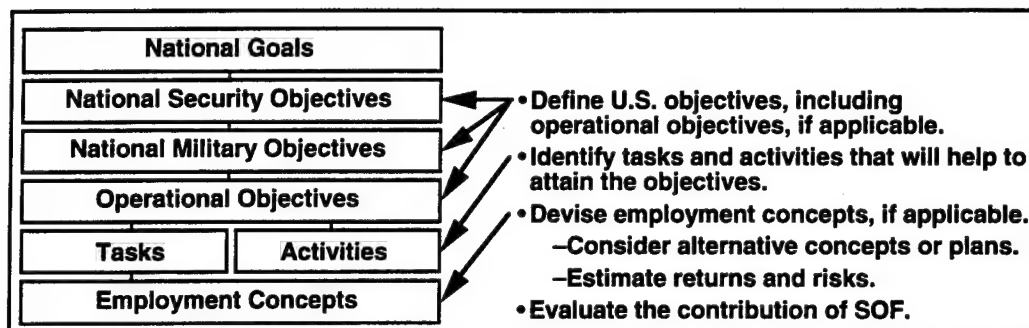 National Goals
National Security Objectives
National Military Objectives
Operational Objectives
Tasks
Activities
Employment Concepts
•Define U.S. objectives, including
operational objectives, if applicable.
•Identify tasks and activities that will help to
attain the objectives.
•Devise employment concepts, if applicable.
–Consider alternative concepts or plans.
–Estimate returns and risks.
•Evaluate the contribution of SOF.